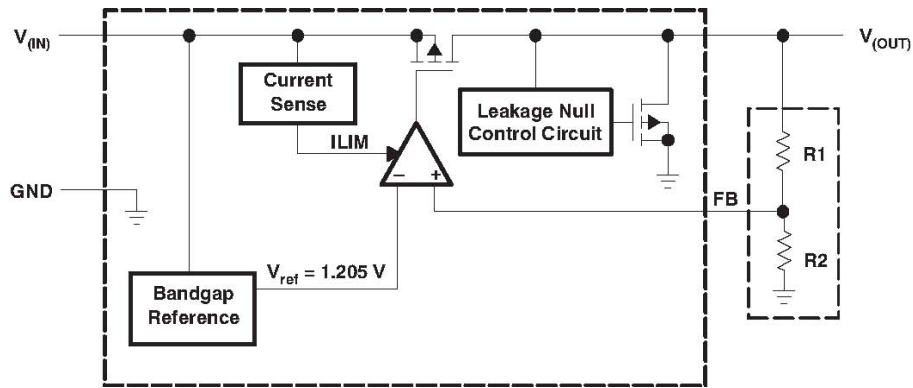 V(IN)
V(OUT)
Current
Sense
Leakage Null
Control Circuit
ILIM
R1
GND
– +
FB
R2
Vref = 1.205 V
Bandgap
Reference